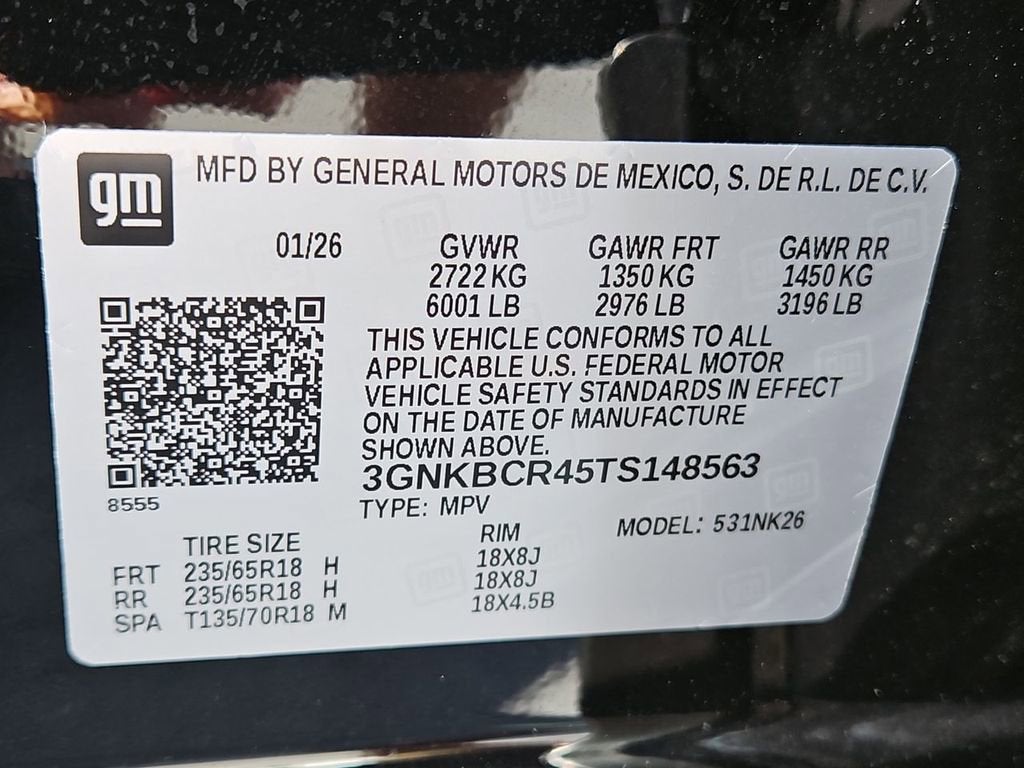 gm
MFD BY GENERAL MOTORS DE MEXICO, S. DE R.L. DE C.V.
01/26 GVWR GAWR FRT GAWR RR
2722 KG 1350 KG 1450 KG
6001 LB 2976 LB 3196 LB
THIS VEHICLE CONFORMS TO ALL
APPLICABLE U.S. FEDERAL MOTOR
VEHICLE SAFETY STANDARDS IN EFFECT
ON THE DATE OF MANUFACTURE
SHOWN ABOVE.
3GNKBCR45TS148563
8555
TYPE: MPV MODEL: 531NK26
TIRE SIZE RIM
FRT 235/65R18 H 18X8J
RR 235/65R18 H 18X8J
SPA T135/70R18 M 18X4.5B